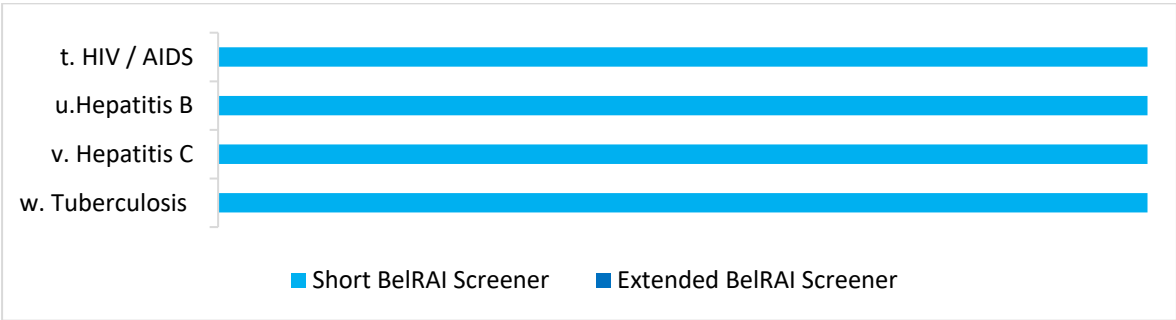 t. HIV / AIDS
u.Hepatitis B
v. Hepatitis C
w. Tuberculosis
Short BelRAI Screener Extended BelRAI Screener